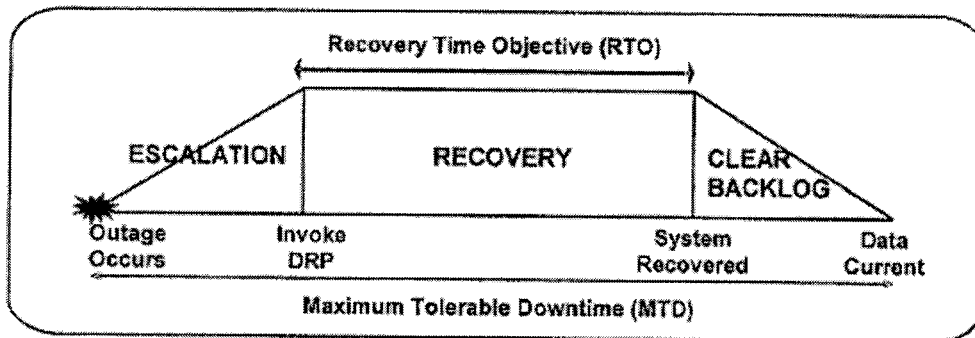 Recovery Time Objective (RTO)
ESCALATION
RECOVERY
CLEAR
BACKLOG
Outage
Occurs
Invoke
DRP
System
Recovered
Data
Current
Maximum Tolerable Downtime (MTD)